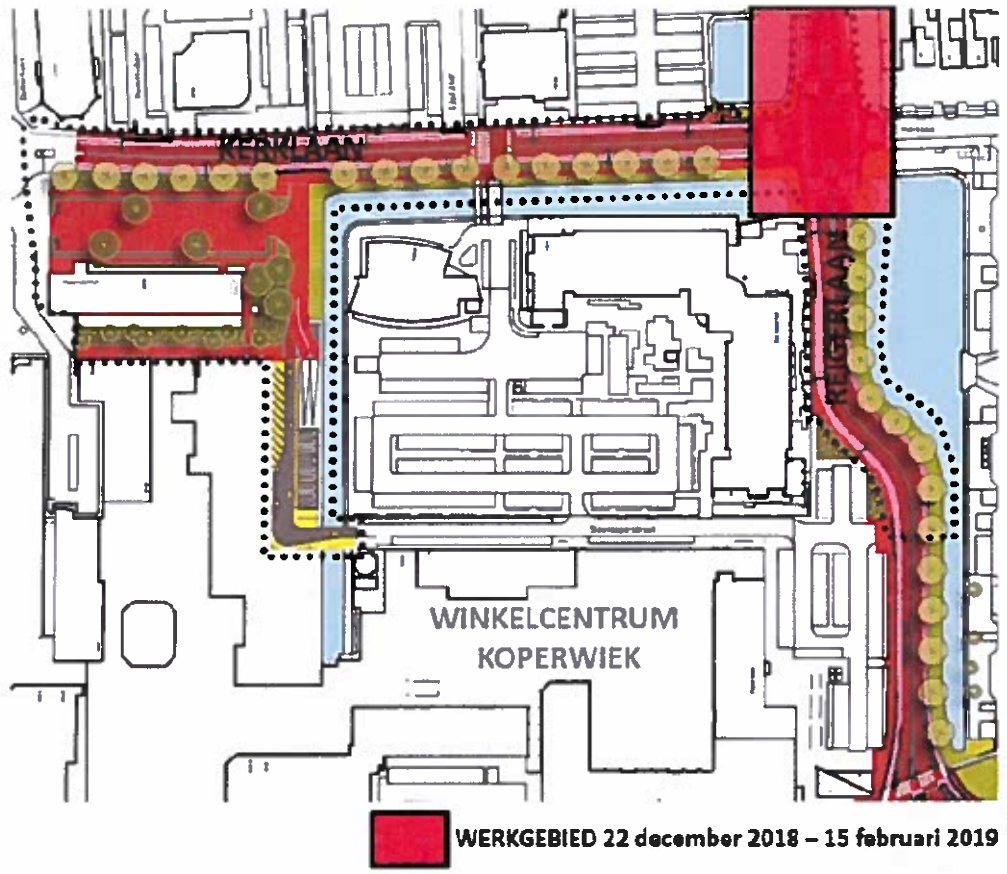 KERKLAAN
REIGERLAAN
WINKELCENTRUM
KOPERWIEK
WERKGEBIED 22 december 2018 – 15 februari 2019